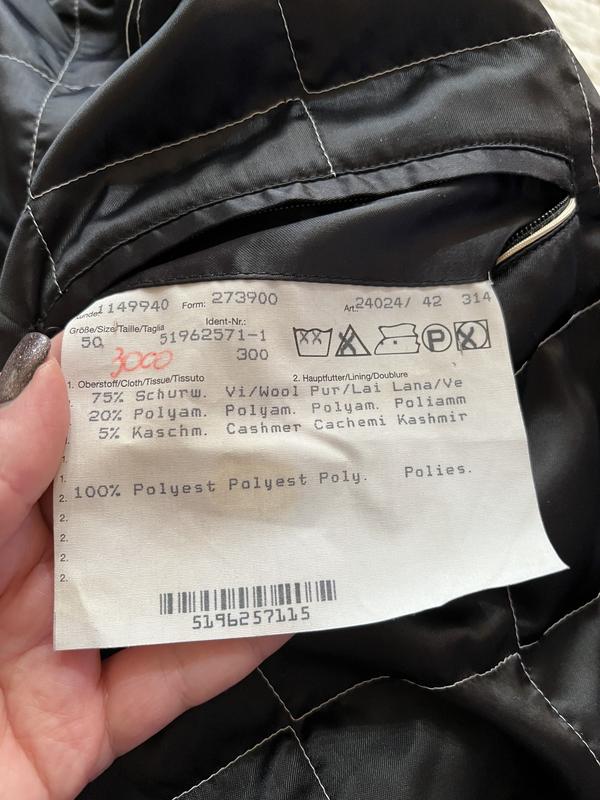 1149940 Form: 273900 Art. 24024/ 42 314
Größe/Size/Taille/Taglia Ident-Nr.:
50 51962571-1
3000 300
P
1. Oberstoff/Cloth/Tissue/Tissuto 2. Hauptfutter/Lining/Doublure
75% Schurw. Vi/Wool Pur/Lai Lana/Ve
20% Polyam. Polyam. Polyam. Poliamm
5% Kaschm. Cashmer Cachemi Kashmir
1.
1.
2. 100% Polyest Polyest Poly. Polies.
2.
2.
2.
2.
5196257115